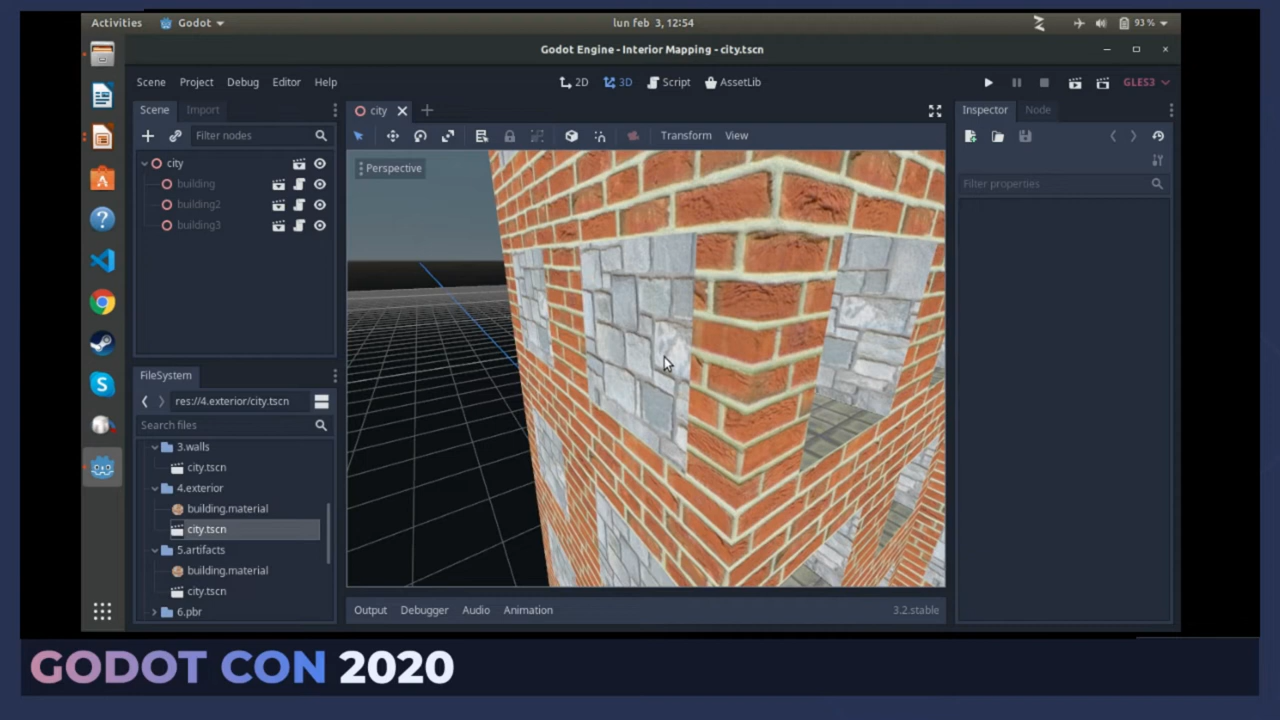 Activities
Godot
lun feb 3, 12:54
93 %
Godot Engine - Interior Mapping - city.tscn
Scene Project Debug Editor Help
2D 3D Script AssetLib
GLES3
Scene Import
city
Inspector Node
Filter nodes
Transform View
city
Perspective
building
Filter properties
building2
building3
FileSystem
res://4.exterior/city.tscn
Search files
3.walls
city.tscn
4.exterior
building.material
city.tscn
5.artifacts
building.material
city.tscn
6.pbr
Output Debugger Audio Animation
3.2.stable
GODOT CON 2020